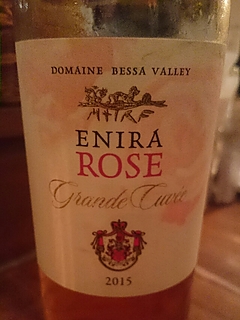 DOMAINE BESSA VALLEY
ENIRA
ROSE
Grande Cuvée
2015